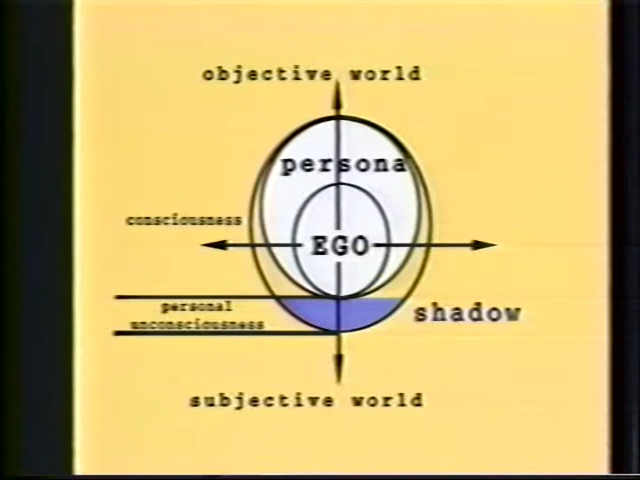 objective world
persona
consciousness
EGO
personal
unconsciousness
shadow
subjective world